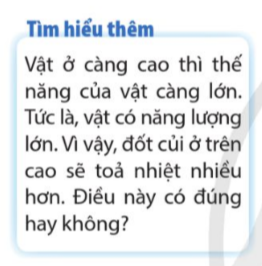 Tìm hiểu thêm
Vật ở càng cao thì thế
năng của vật càng lớn.
Tức là, vật có năng lượng
lớn. Vì vậy, đốt củi ở trên
cao sẽ toả nhiệt nhiều
hơn. Điều này có đúng
hay không?